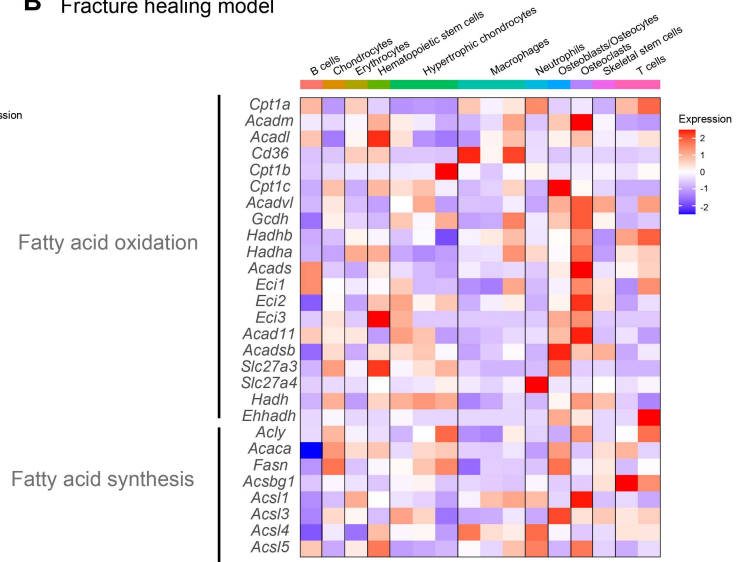 B Fracture healing model
B cells
Chondrocytes
Erythrocytes
Hematopoietic stem cells
Hypertrophic chondrocytes
Macrophages
Neutrophils
Osteoblasts/Osteocytes
Osteoclasts
Skeletal stem cells
T cells
ssion
Expression
2
1
0
-1
-2
Fatty acid oxidation
Cpt1a
Acadm
Acadl
Cd36
Cpt1b
Cpt1c
Acadvl
Gcdh
Hadhb
Hadha
Acads
Eci1
Eci2
Eci3
Acad11
Acadsb
Slc27a3
Slc27a4
Hadh
Ehhadh
Fatty acid synthesis
Acly
Acaca
Fasn
Acsbg1
Acsl1
Acsl3
Acsl4
Acsl5